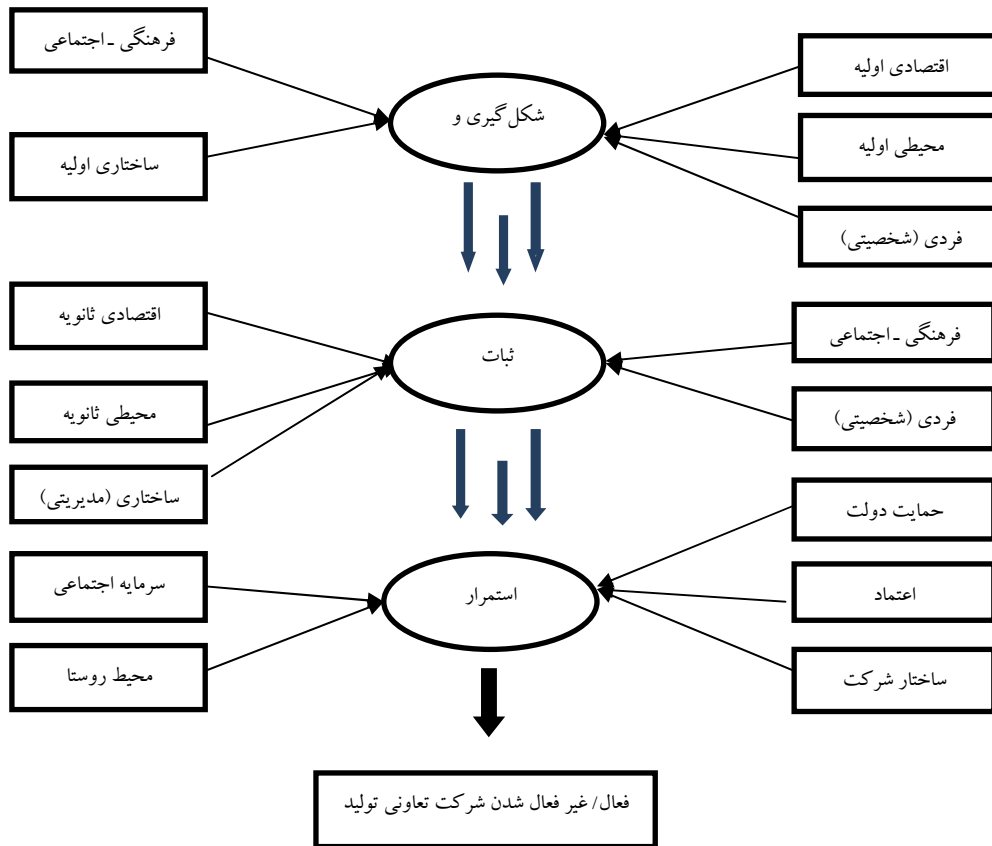 فرهنگی ـ اجتماعی
اقتصادی اولیه
شکل‌گیری و
محیطی اولیه
ساختاری اولیه
فردی (شخصیتی)
اقتصادی ثانویه
فرهنگی ـ اجتماعی
ثبات
محیطی ثانویه
فردی (شخصیتی)
ساختاری (مدیریتی)
حمایت دولت
سرمایه اجتماعی
استمرار
اعتماد
محیط روستا
ساختار شرکت
فعال/ غیر فعال شدن شرکت تعاونی تولید